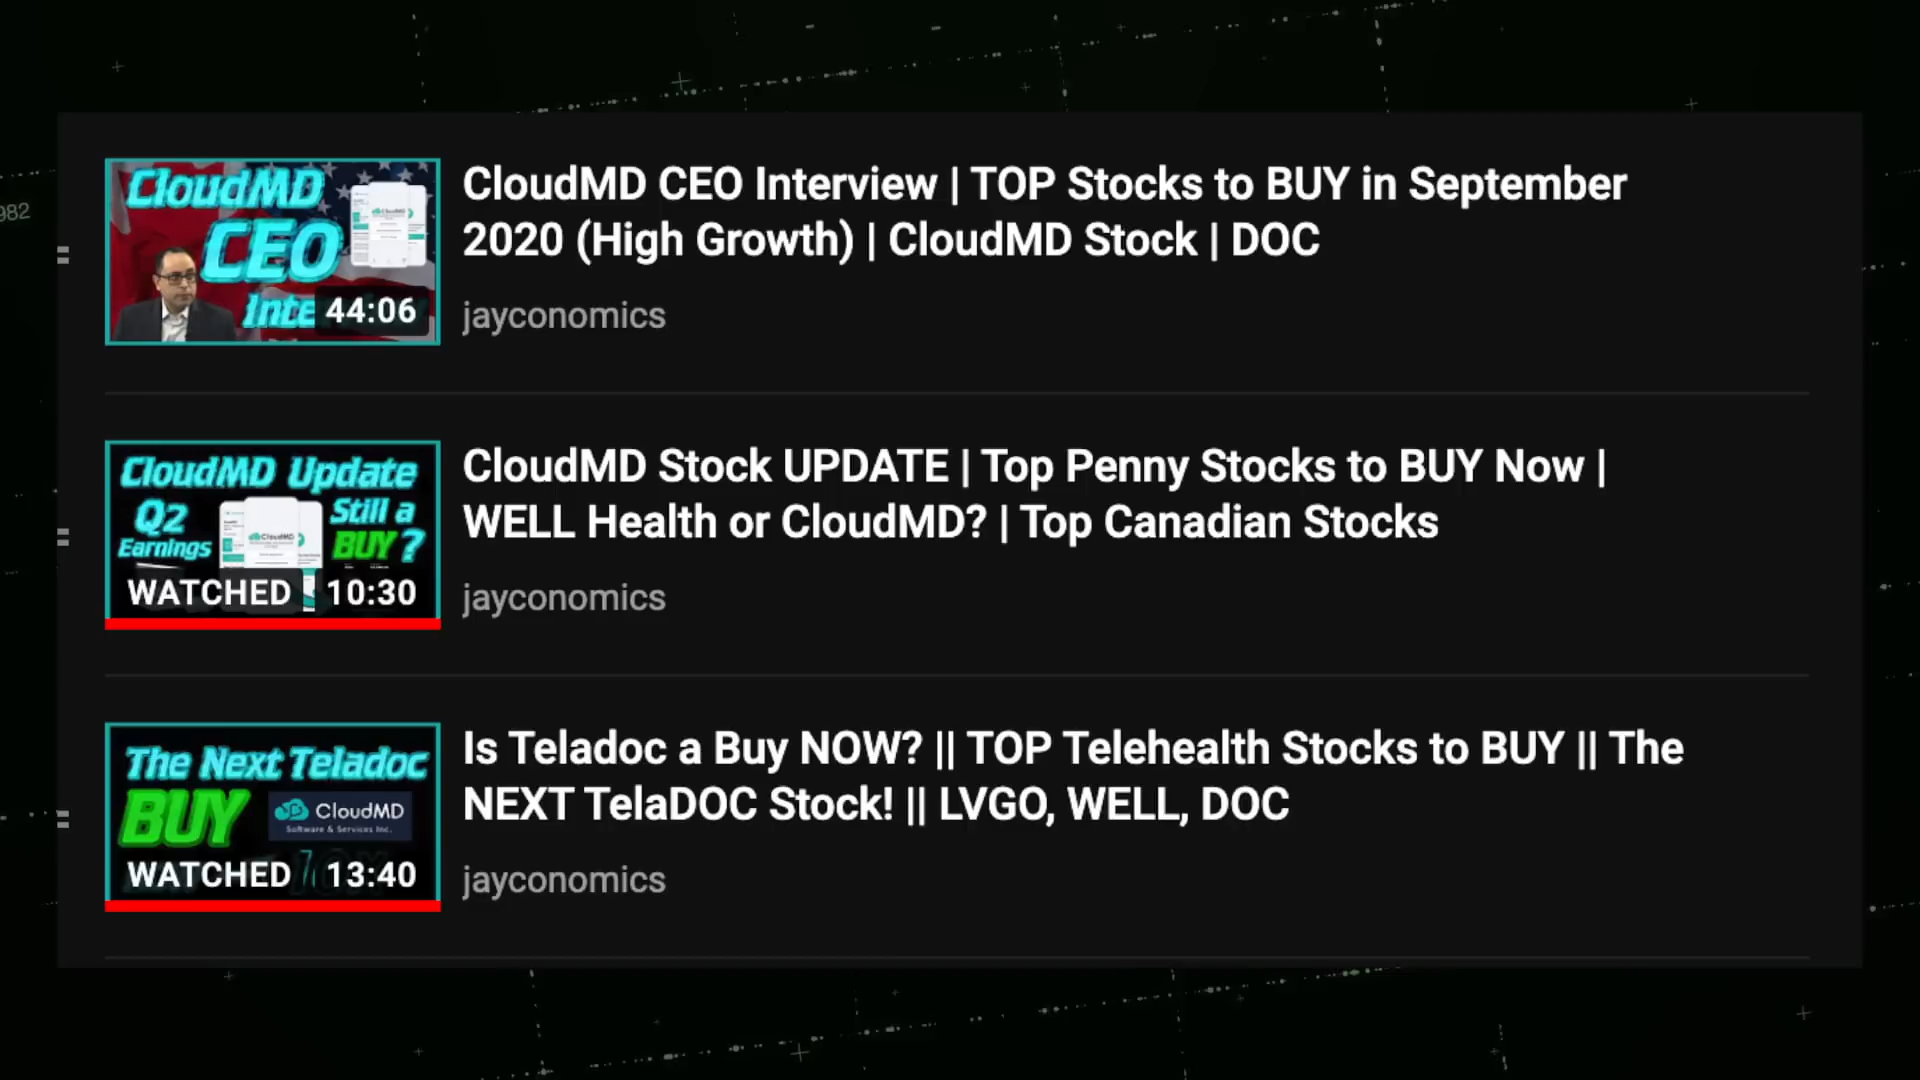 982
CloudMD
CEO
Inte
44:06
CloudMD CEO Interview | TOP Stocks to BUY in September
2020 (High Growth) | CloudMD Stock | DOC
jayconomics
CloudMD Update
Q2
Earnings
Still a
BUY?
CloudMD
WATCHED
10:30
CloudMD Stock UPDATE | Top Penny Stocks to BUY Now |
WELL Health or CloudMD? | Top Canadian Stocks
jayconomics
The Next Teladoc
BUY
CloudMD
Software & Services Inc.
WATCHED
13:40
Is Teladoc a Buy NOW? || TOP Telehealth Stocks to BUY || The
NEXT TelaDOC Stock! || LVGO, WELL, DOC
jayconomics